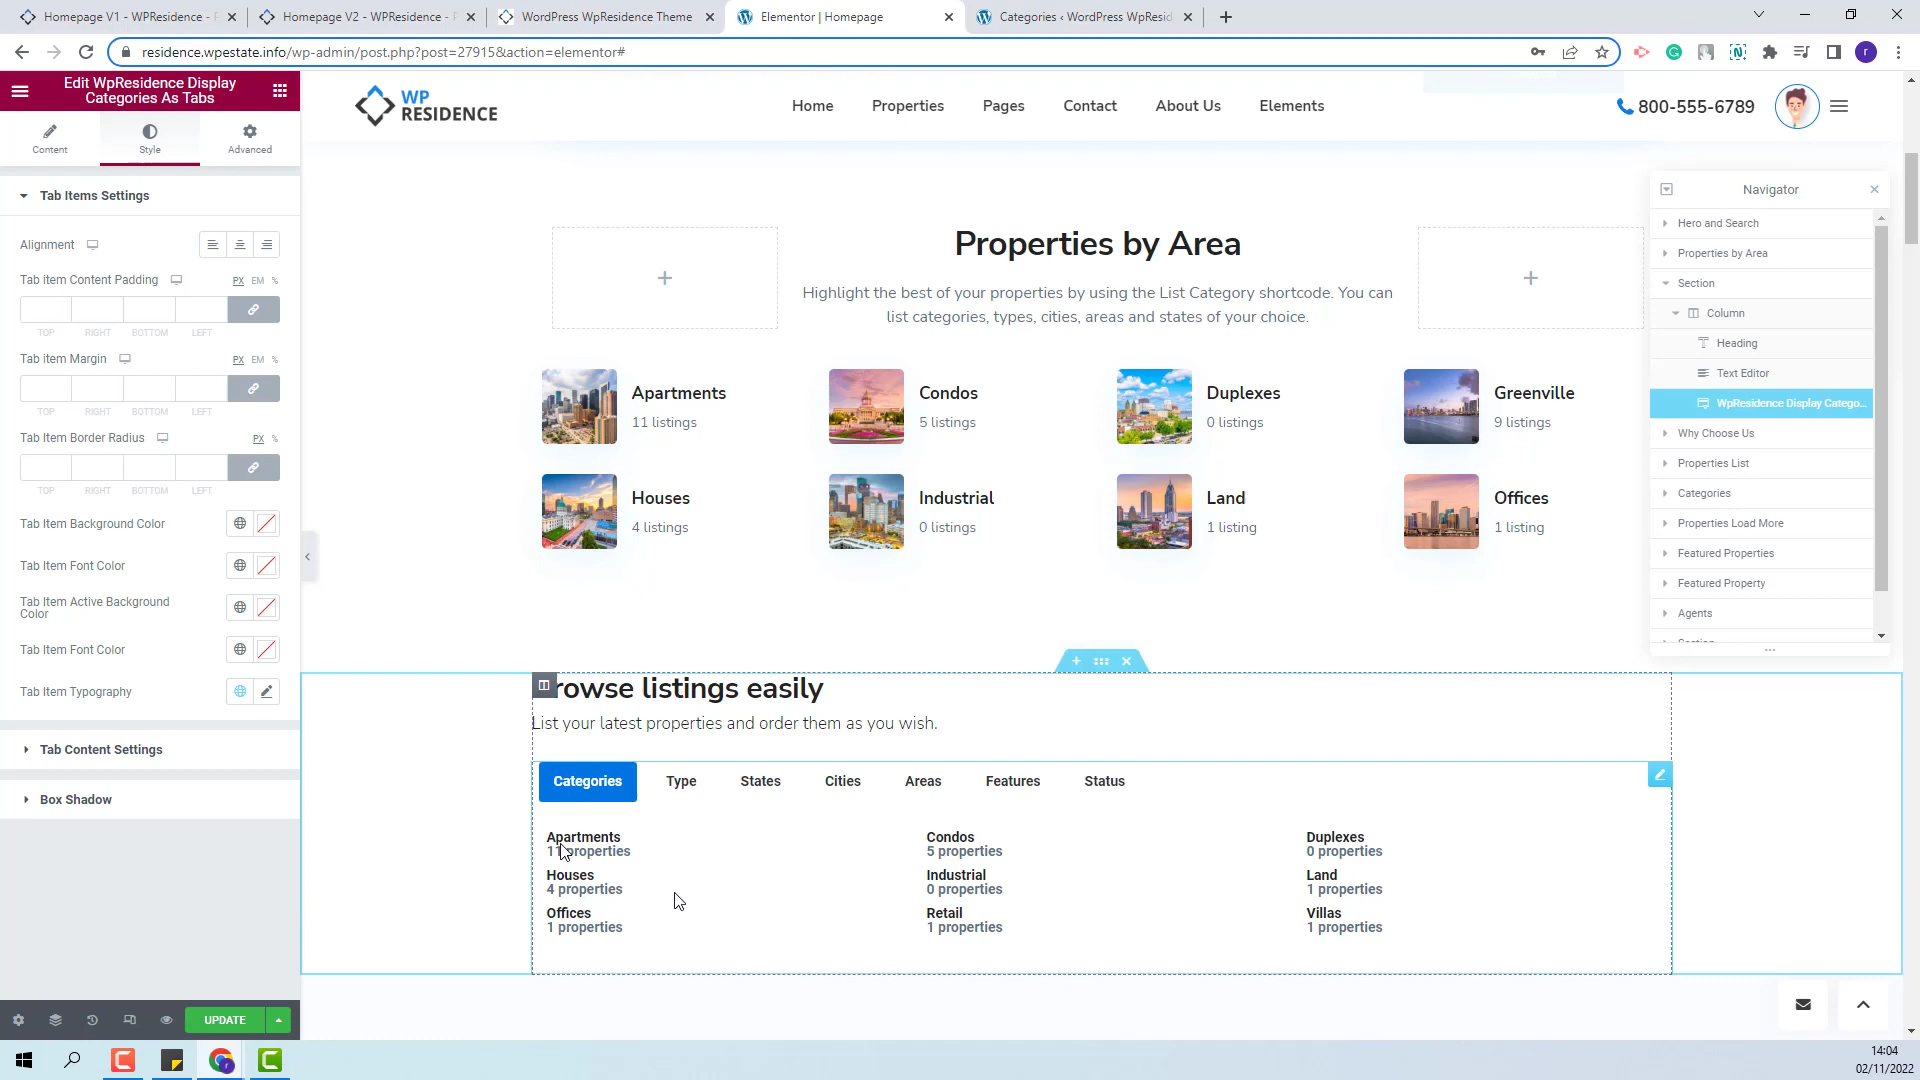 Homepage V1 - WPResidence - F
Homepage V2 - WPResidence - F
WordPress WpResidence Theme
Elementor | Homepage
Categories ‹ WordPress WpResid
residence.wpestate.info/wp-admin/post.php?post=27915&action=elementor#
Edit WpResidence Display
Categories As Tabs
Content
Style
Advanced
Tab Items Settings
Alignment
Tab item Content Padding
PX EM %
TOP RIGHT BOTTOM LEFT
Tab item Margin
PX EM %
TOP RIGHT BOTTOM LEFT
Tab Item Border Radius
PX %
TOP RIGHT BOTTOM LEFT
Tab Item Background Color
Tab Item Font Color
Tab Item Active Background
Color
Tab Item Font Color
Tab Item Typography
Tab Content Settings
Box Shadow
UPDATE
WP
RESIDENCE
Home
Properties
Pages
Contact
About Us
Elements
800-555-6789
Properties by Area
Highlight the best of your properties by using the List Category shortcode. You can
list categories, types, cities, areas and states of your choice.
Apartments
11 listings
Condos
5 listings
Duplexes
0 listings
Greenville
9 listings
Houses
4 listings
Industrial
0 listings
Land
1 listing
Offices
1 listing
rowse listings easily
List your latest properties and order them as you wish.
Categories
Type
States
Cities
Areas
Features
Status
Apartments
11 properties
Condos
5 properties
Duplexes
0 properties
Houses
4 properties
Industrial
0 properties
Land
1 properties
Offices
1 properties
Retail
1 properties
Villas
1 properties
Navigator
Hero and Search
Properties by Area
Section
Column
Heading
Text Editor
WpResidence Display Catego...
Why Choose Us
Properties List
Categories
Properties Load More
Featured Properties
Featured Property
Agents
14:04
02/11/2022